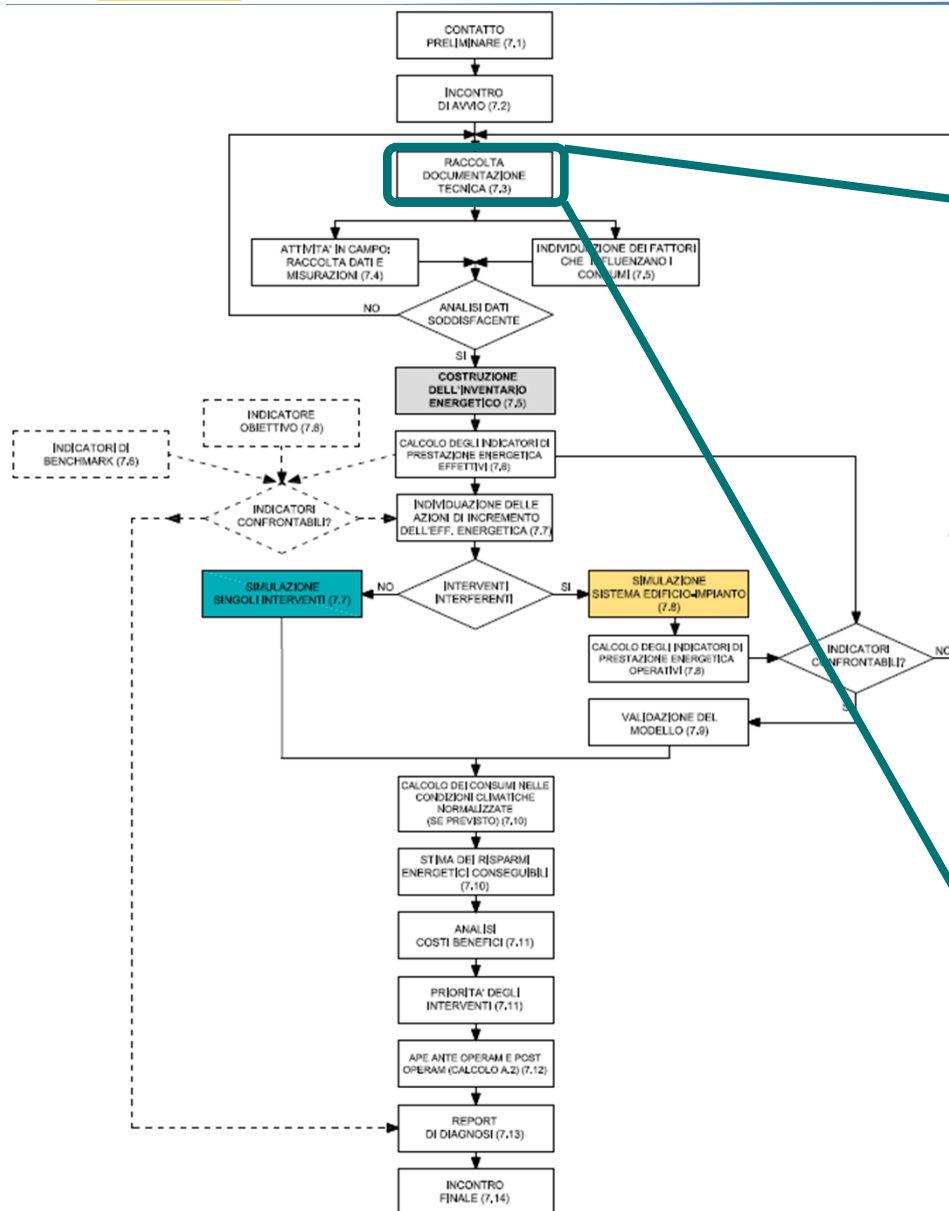 CONTATTO
PRELIMINARE (7.1)
INCONTRO
DI AVVIO (7.2)
RACCOLTA
DOCUMENTAZIONE
TECNICA (7.3)
ATTIVITA' IN CAMPO:
RACCOLTA DATI E
MISURAZIONI (7.4)
INDIVIDUAZIONE DEI FATTORI
CHE INFLUENZANO I
CONSUMI (7.5)
NO
ANALISI DATI
SODDISFACENTE
SI
COSTRUZIONE
DELL'INVENTARIO
ENERGETICO (7.5)
INDICATORE
OBIETTIVO (7.6)
INDICATORI DI
BENCHMARK (7.6)
CALCOLO DEGLI INDICATORI DI
PRESTAZIONE ENERGETICA
EFFETTIVI (7.6)
INDICATORI
CONFRONTABILI?
INDIVIDUAZIONE DELLE
AZIONI DI INCREMENTO
DELL'EFF. ENERGETICA (7.7)
SIMULAZIONE
SINGOLI INTERVENTI (7.7)
NO
INTERVENTI
INTERFERENTI
SI
SIMULAZIONE
SISTEMA EDIFICIO-IMPIANTO
(7.8)
CALCOLO DEGLI INDICATORI DI
PRESTAZIONE ENERGETICA
OPERATIVI (7.8)
INDICATORI
CONFRONTABILI?
NO
SI
VALIDAZIONE DEL
MODELLO (7.9)
CALCOLO DEI CONSUMI NELLE
CONDIZIONI CLIMATICHE
NORMALIZZATE
(SE PREVISTO) (7.10)
STIMA DEI RISPARMI
ENERGETICI CONSEGUIBILI
(7.10)
ANALISI
COSTI BENEFICI (7.11)
PRIORITA' DEGLI
INTERVENTI (7.11)
APE ANTE OPERAM E POST
OPERAM (CALCOLO A.2) (7.12)
REPORT
DI DIAGNOSI (7.13)
INCONTRO
FINALE (7.14)